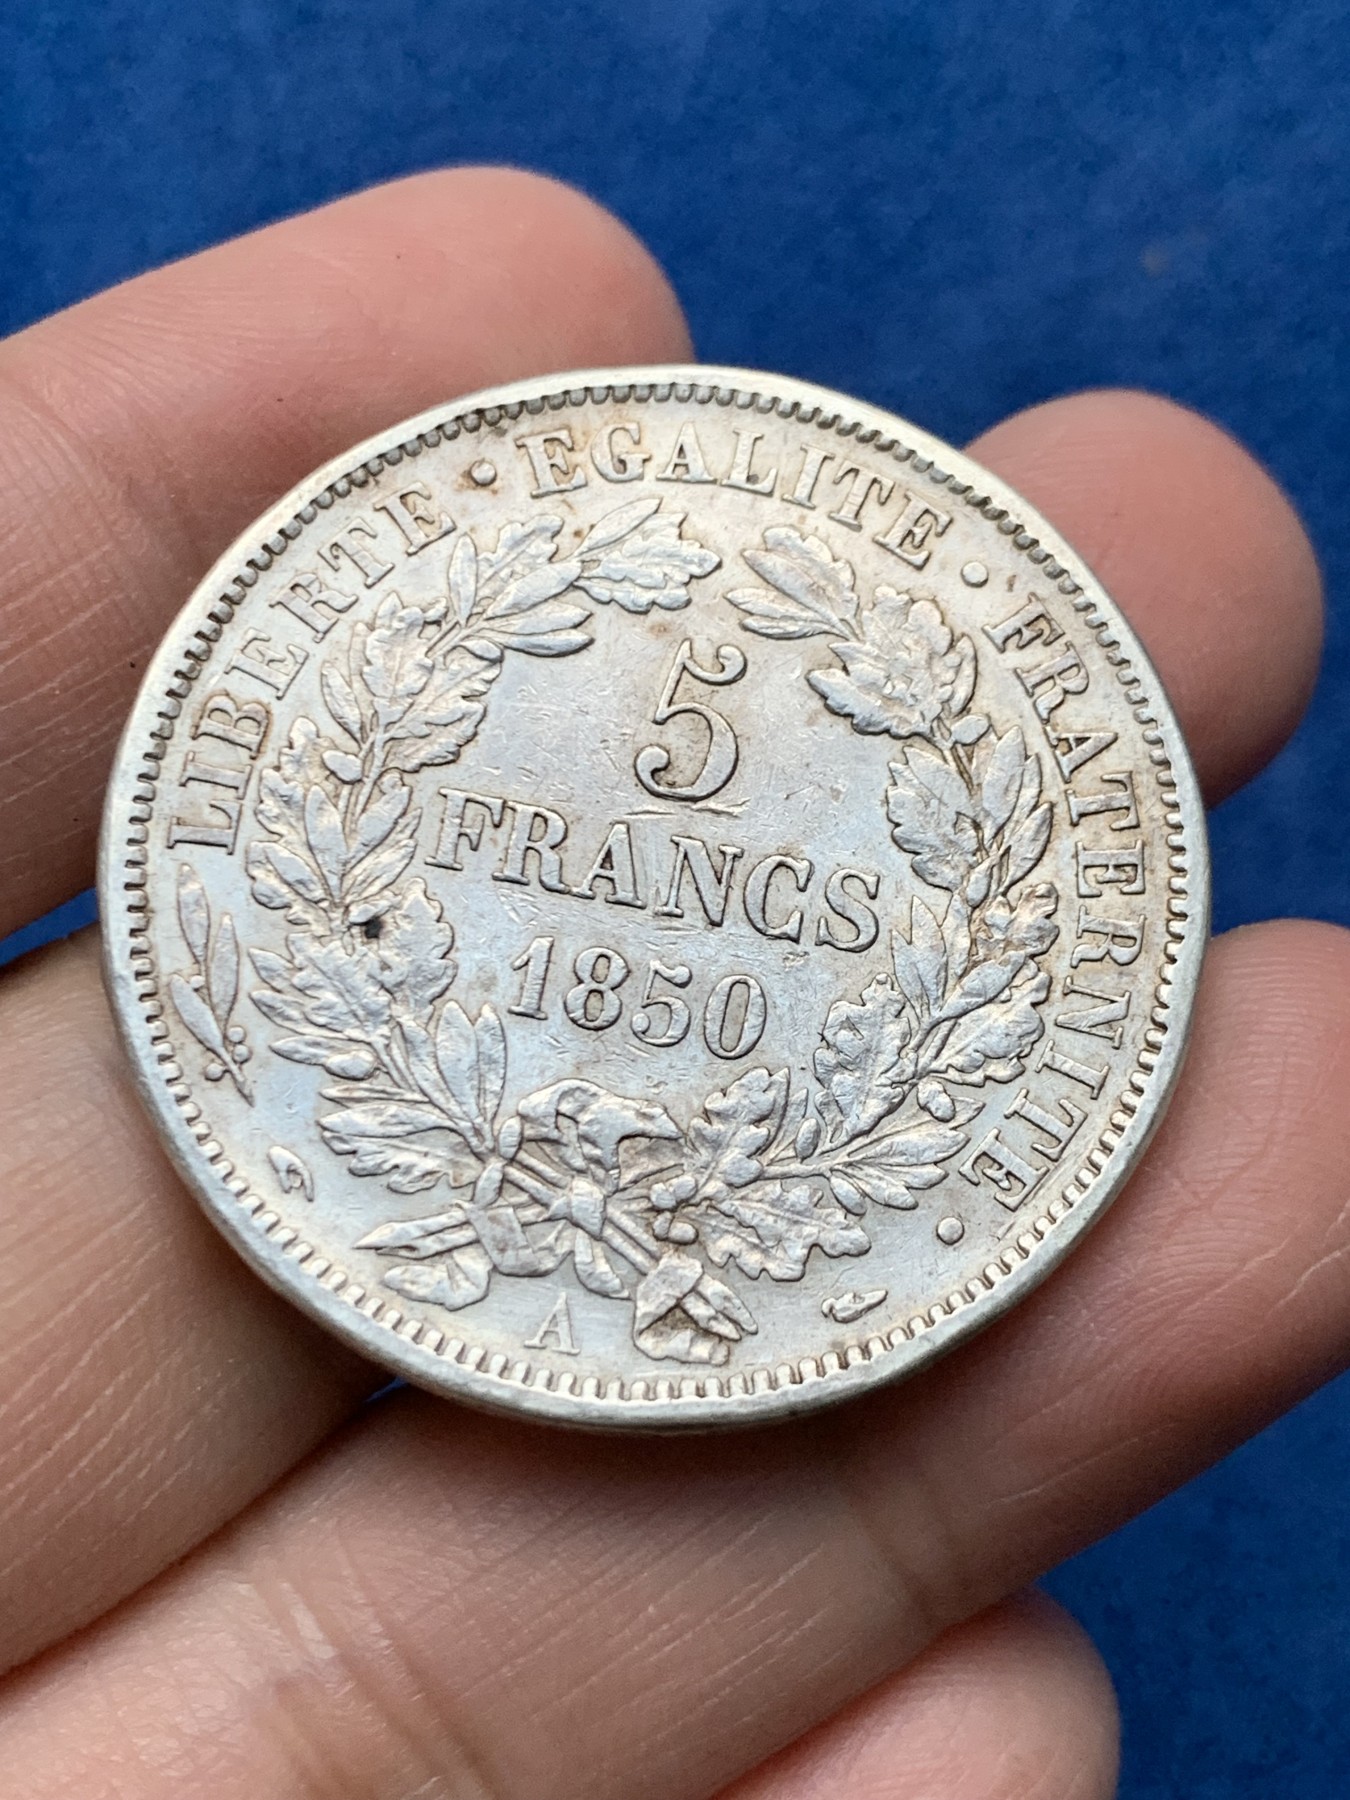 LIBERTE · EGALITE · FRATERNITE ·
5
FRANCS
1850
A